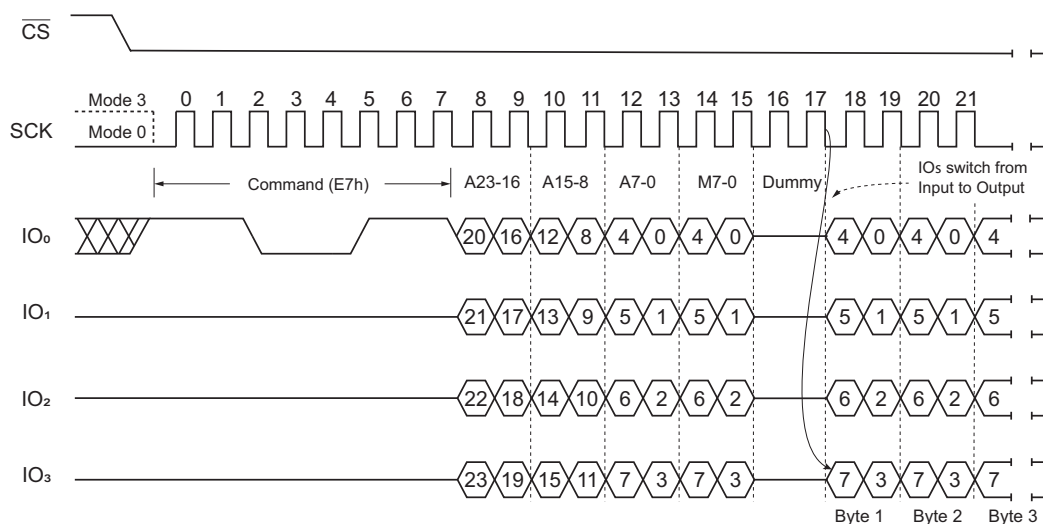 CS
Mode 3 0 1 2 3 4 5 6 7 8 9 10 11 12 13 14 15 16 17 18 19 20 21
SCK Mode 0
Command (E7h) A23-16 A15-8 A7-0 M7-0 Dummy IOs switch from
Input to Output
IO₀ 20 16 12 8 4 0 4 0 4 0 4 0 4
IO₁ 21 17 13 9 5 1 5 1 5 1 5 1 5
IO₂ 22 18 14 10 6 2 6 2 6 2 6 2 6
IO₃ 23 19 15 11 7 3 7 3 7 3 7 3 7
Byte 1 Byte 2 Byte 3